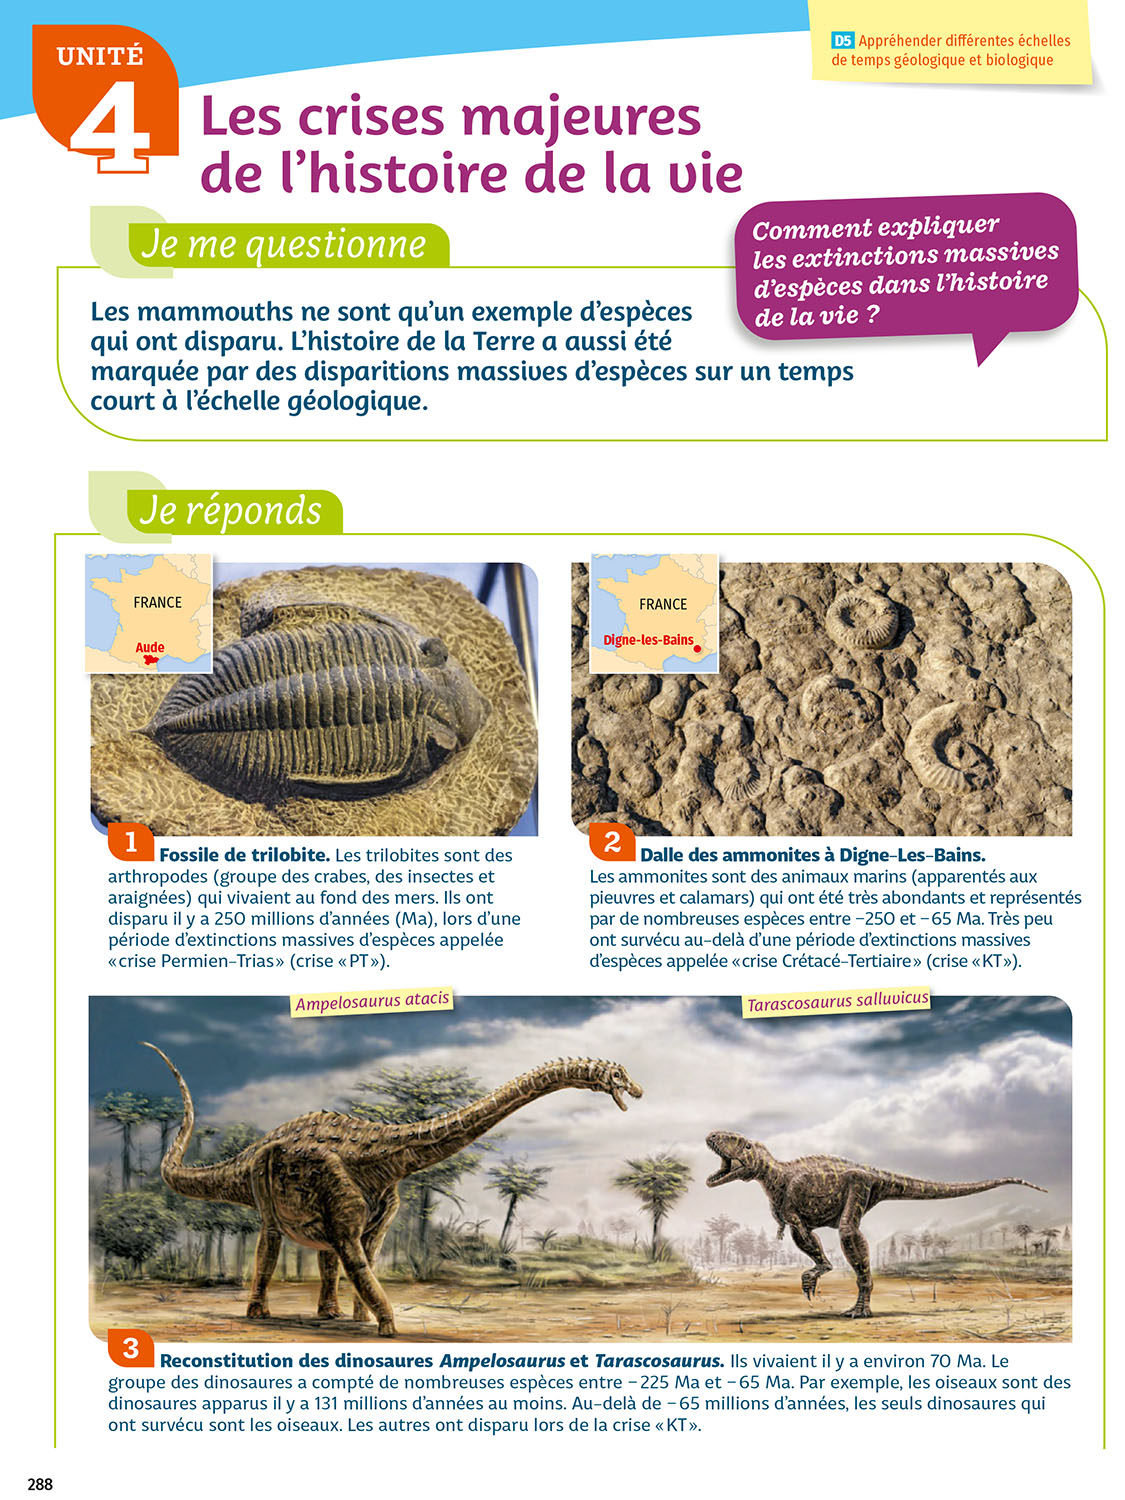 D5 Appréhender différentes échelles
de temps géologique et biologique
UNITÉ
4
Les crises majeures
de l'histoire de la vie
Je me questionne
Comment expliquer
les extinctions massives
d'espèces dans l'histoire
de la vie ?
Les mammouths ne sont qu'un exemple d'espèces
qui ont disparu. L'histoire de la Terre a aussi été
marquée par des disparitions massives d'espèces sur un temps
court à l'échelle géologique.
Je réponds
FRANCE
Aude
FRANCE
Digne-les-Bains
1 Fossile de trilobite. Les trilobites sont des
arthropodes (groupe des crabes, des insectes et
araignées) qui vivaient au fond des mers. Ils ont
disparu il y a 250 millions d'années (Ma), lors d'une
période d'extinctions massives d'espèces appelée
« crise Permien-Trias » (crise « PT »).
2 Dalle des ammonites à Digne-Les-Bains.
Les ammonites sont des animaux marins (apparentés aux
pieuvres et calamars) qui ont été très abondants et représentés
par de nombreuses espèces entre –250 et –65 Ma. Très peu
ont survécu au-delà d'une période d'extinctions massives
d'espèces appelée « crise Crétacé-Tertiaire » (crise « KT »).
Ampelosaurus atacis
Tarascosaurus salluvicus
3 Reconstitution des dinosaures Ampelosaurus et Tarascosaurus. Ils vivaient il y a environ 70 Ma. Le
groupe des dinosaures a compté de nombreuses espèces entre –225 Ma et –65 Ma. Par exemple, les oiseaux sont des
dinosaures apparus il y a 131 millions d'années au moins. Au-delà de –65 millions d'années, les seuls dinosaures qui
ont survécu sont les oiseaux. Les autres ont disparu lors de la crise « KT ».
288